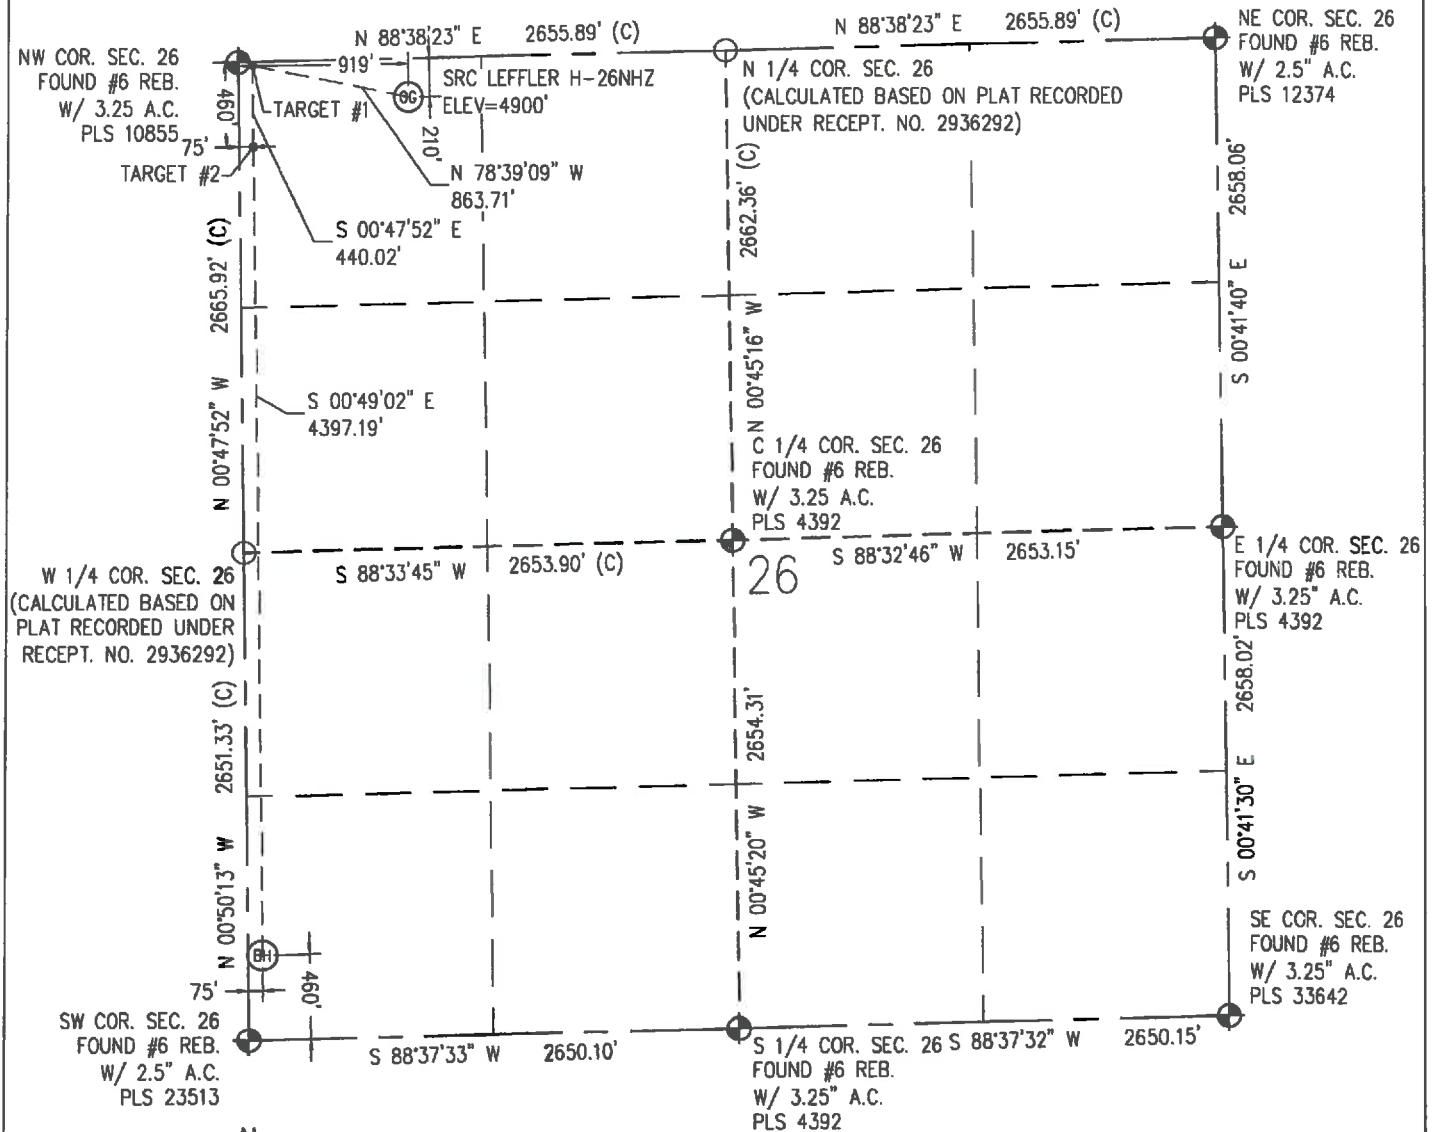 N 88°38'23" E 2655.89' (C)
N 88°38'23" E 2655.89' (C)
NW COR. SEC. 26
FOUND #6 REB.
W/ 3.25 A.C.
PLS 10855
NE COR. SEC. 26
FOUND #6 REB.
W/ 2.5" A.C.
PLS 12374
919'
460'
TARGET #1
OG
SRC LEFFLER H-26NHZ
ELEV=4900'
210'
N 1/4 COR. SEC. 26
(CALCULATED BASED ON PLAT RECORDED
UNDER RECEPT. NO. 2936292)
75'
TARGET #2
N 78°39'09" W
863.71'
S 00°47'52" E
440.02'
2665.92' (C)
N 00°47'52" W
2662.36' (C)
N 00°45'16" W
2658.06'
S 00°41'40" E
S 00°49'02" E
4397.19'
C 1/4 COR. SEC. 26
FOUND #6 REB.
W/ 3.25 A.C.
PLS 4392
S 88°33'45" W 2653.90' (C)
S 88°32'46" W 2653.15'
26
W 1/4 COR. SEC. 26
(CALCULATED BASED ON
PLAT RECORDED UNDER
RECEPT. NO. 2936292)
E 1/4 COR. SEC. 26
FOUND #6 REB.
W/ 3.25" A.C.
PLS 4392
2651.33' (C)
N 00°50'13" W
2654.31'
N 00°45'20" W
2658.02'
S 00°41'30" E
BH
75'
460'
SW COR. SEC. 26
FOUND #6 REB.
W/ 2.5" A.C.
PLS 23513
SE COR. SEC. 26
FOUND #6 REB.
W/ 3.25" A.C.
PLS 33642
S 88°37'33" W 2650.10'
S 88°37'32" W 2650.15'
S 1/4 COR. SEC. 26
FOUND #6 REB.
W/ 3.25" A.C.
PLS 4392